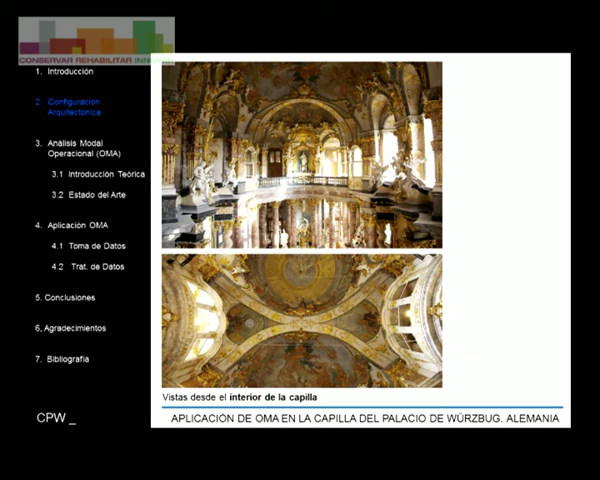 CONSERVAR REHABILITAR
1. Introducción
2 Configuración
Arquitectónica
3. Análisis Modal
Operacional (OMA)
3.1 Introducción Teórica
3.2 Estado del Arte
4. Aplicación OMA
4.1 Toma de Datos
4.2 Trat. de Datos
5. Conclusiones
6, Agradecimientos
7. Bibliografía
CPW _
Vistas desde el interior de la capilla
APLICACIÓN DE OMA EN LA CAPILLA DEL PALACIO DE WÜRZBUG. ALEMANIA